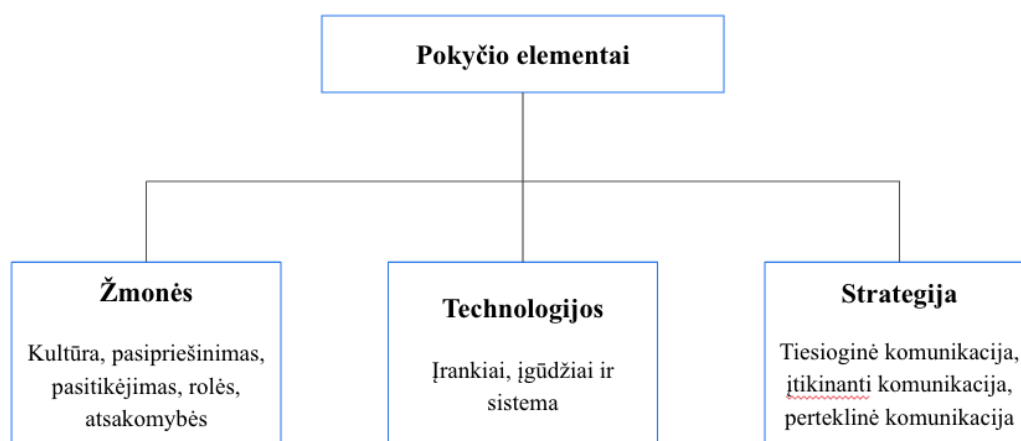 Pokyčio elementai
Žmonės
Kultūra, pasipriešinimas,
pasitikėjimas, rolės,
atsakomybės
Technologijos
Įrankiai, įgūdžiai ir
sistema
Strategija
Tiesioginė komunikacija,
įtikinanti komunikacija,
perteklinė komunikacija